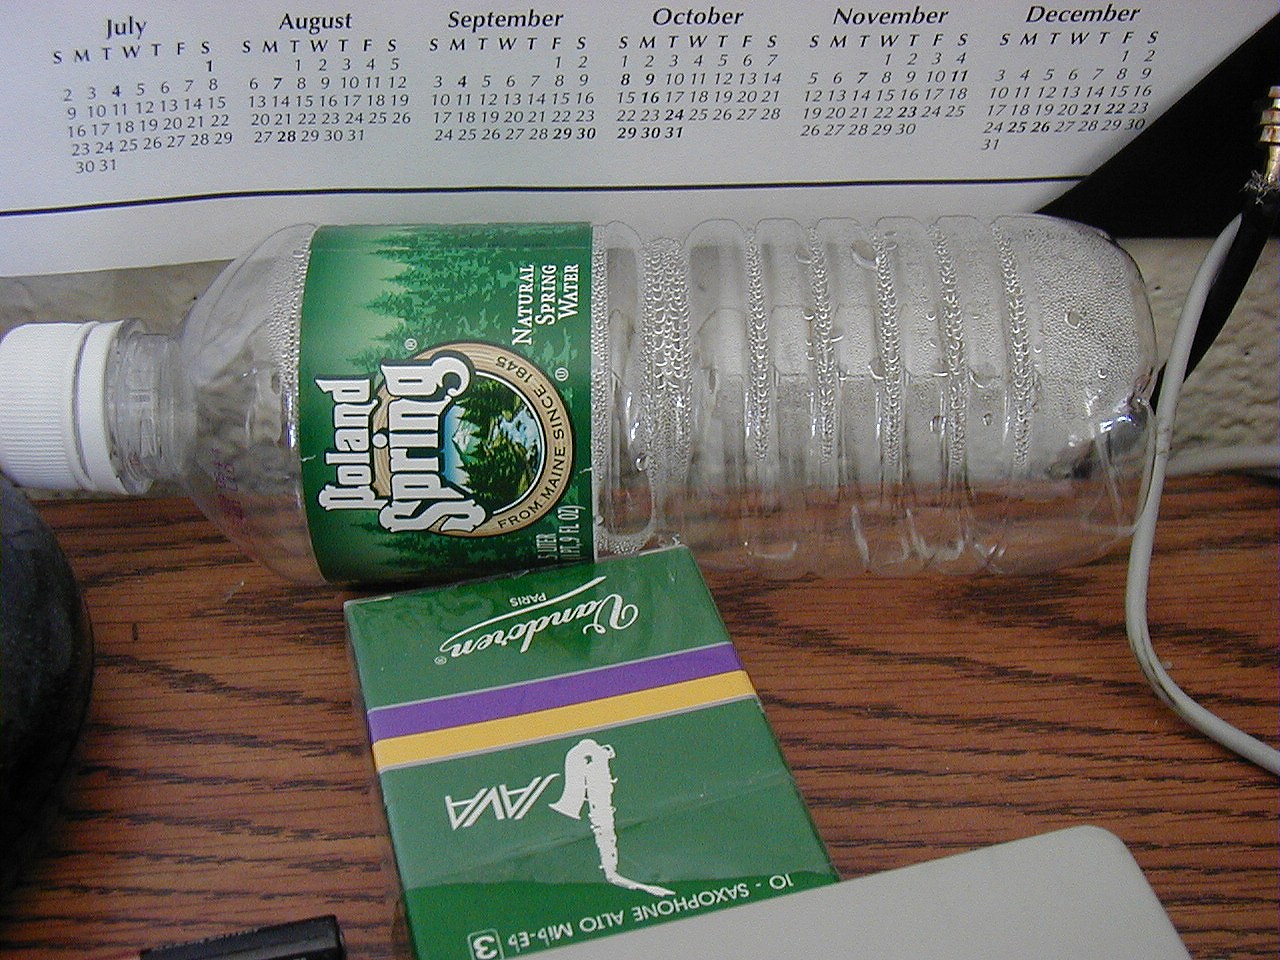 July
S M T W T F S
1
2 3 4 5 6 7 8
9 10 11 12 13 14 15
16 17 18 19 20 21 22
23 24 25 26 27 28 29
30 31
August
S M T W T F S
1 2 3 4 5
6 7 8 9 10 11 12
13 14 15 16 17 18 19
20 21 22 23 24 25 26
27 28 29 30 31
September
S M T W T F S
1 2
3 4 5 6 7 8 9
10 11 12 13 14 15 16
17 18 19 20 21 22 23
24 25 26 27 28 29 30
October
S M T W T F S
1 2 3 4 5 6 7
8 9 10 11 12 13 14
15 16 17 18 19 20 21
22 23 24 25 26 27 28
29 30 31
November
S M T W T F S
1 2 3 4
5 6 7 8 9 10 11
12 13 14 15 16 17 18
19 20 21 22 23 24 25
26 27 28 29 30
December
S M T W T F S
1 2
3 4 5 6 7 8 9
10 11 12 13 14 15 16
17 18 19 20 21 22 23
24 25 26 27 28 29 30
31
Poland
Spring®
NATURAL
SPRING
WATER
FROM MAINE SINCE 1845
LITER
1 PT. 9 FL OZ)
Vandoren®
PARIS
JAVA
10 - SAXOPHONE ALTO Mib-Eb
3